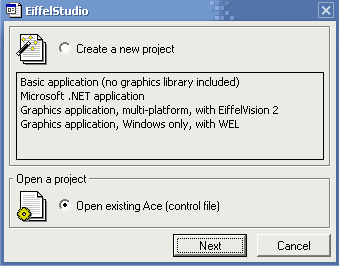 EiffelStudio
Create a new project
Basic application (no graphics library included)
Microsoft .NET application
Graphics application, multi-platform, with EiffelVision 2
Graphics application, Windows only, with WEL
Open a project
Open existing Ace (control file)
Next
Cancel